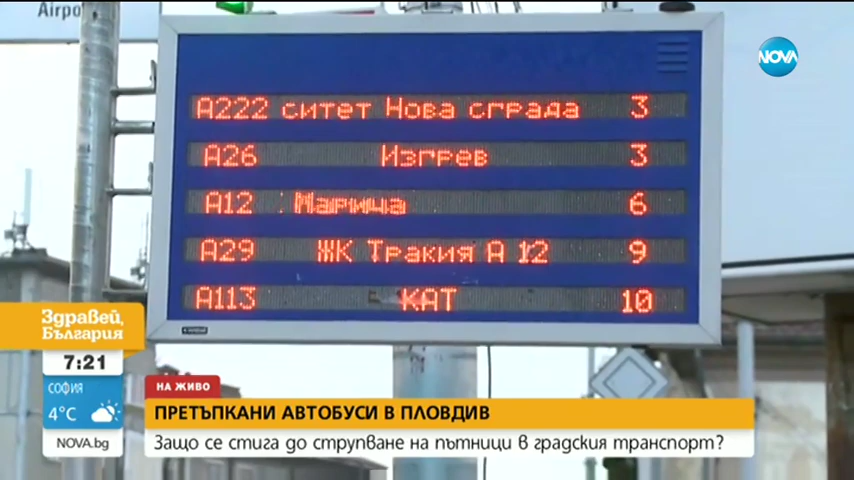 Airpo
NOVA
A222 ситет Нова сграда 3
A26 Изгрев 3
A12 Марица 6
A29 ЖК Тракия А 12 9
A113 КАТ 10
Здравей,
България
7:21
СОФИЯ
4°C
NOVA.bg
НА ЖИВО
ПРЕТЪПКАНИ АВТОБУСИ В ПЛОВДИВ
Защо се стига до струпване на пътници в градския транспорт?